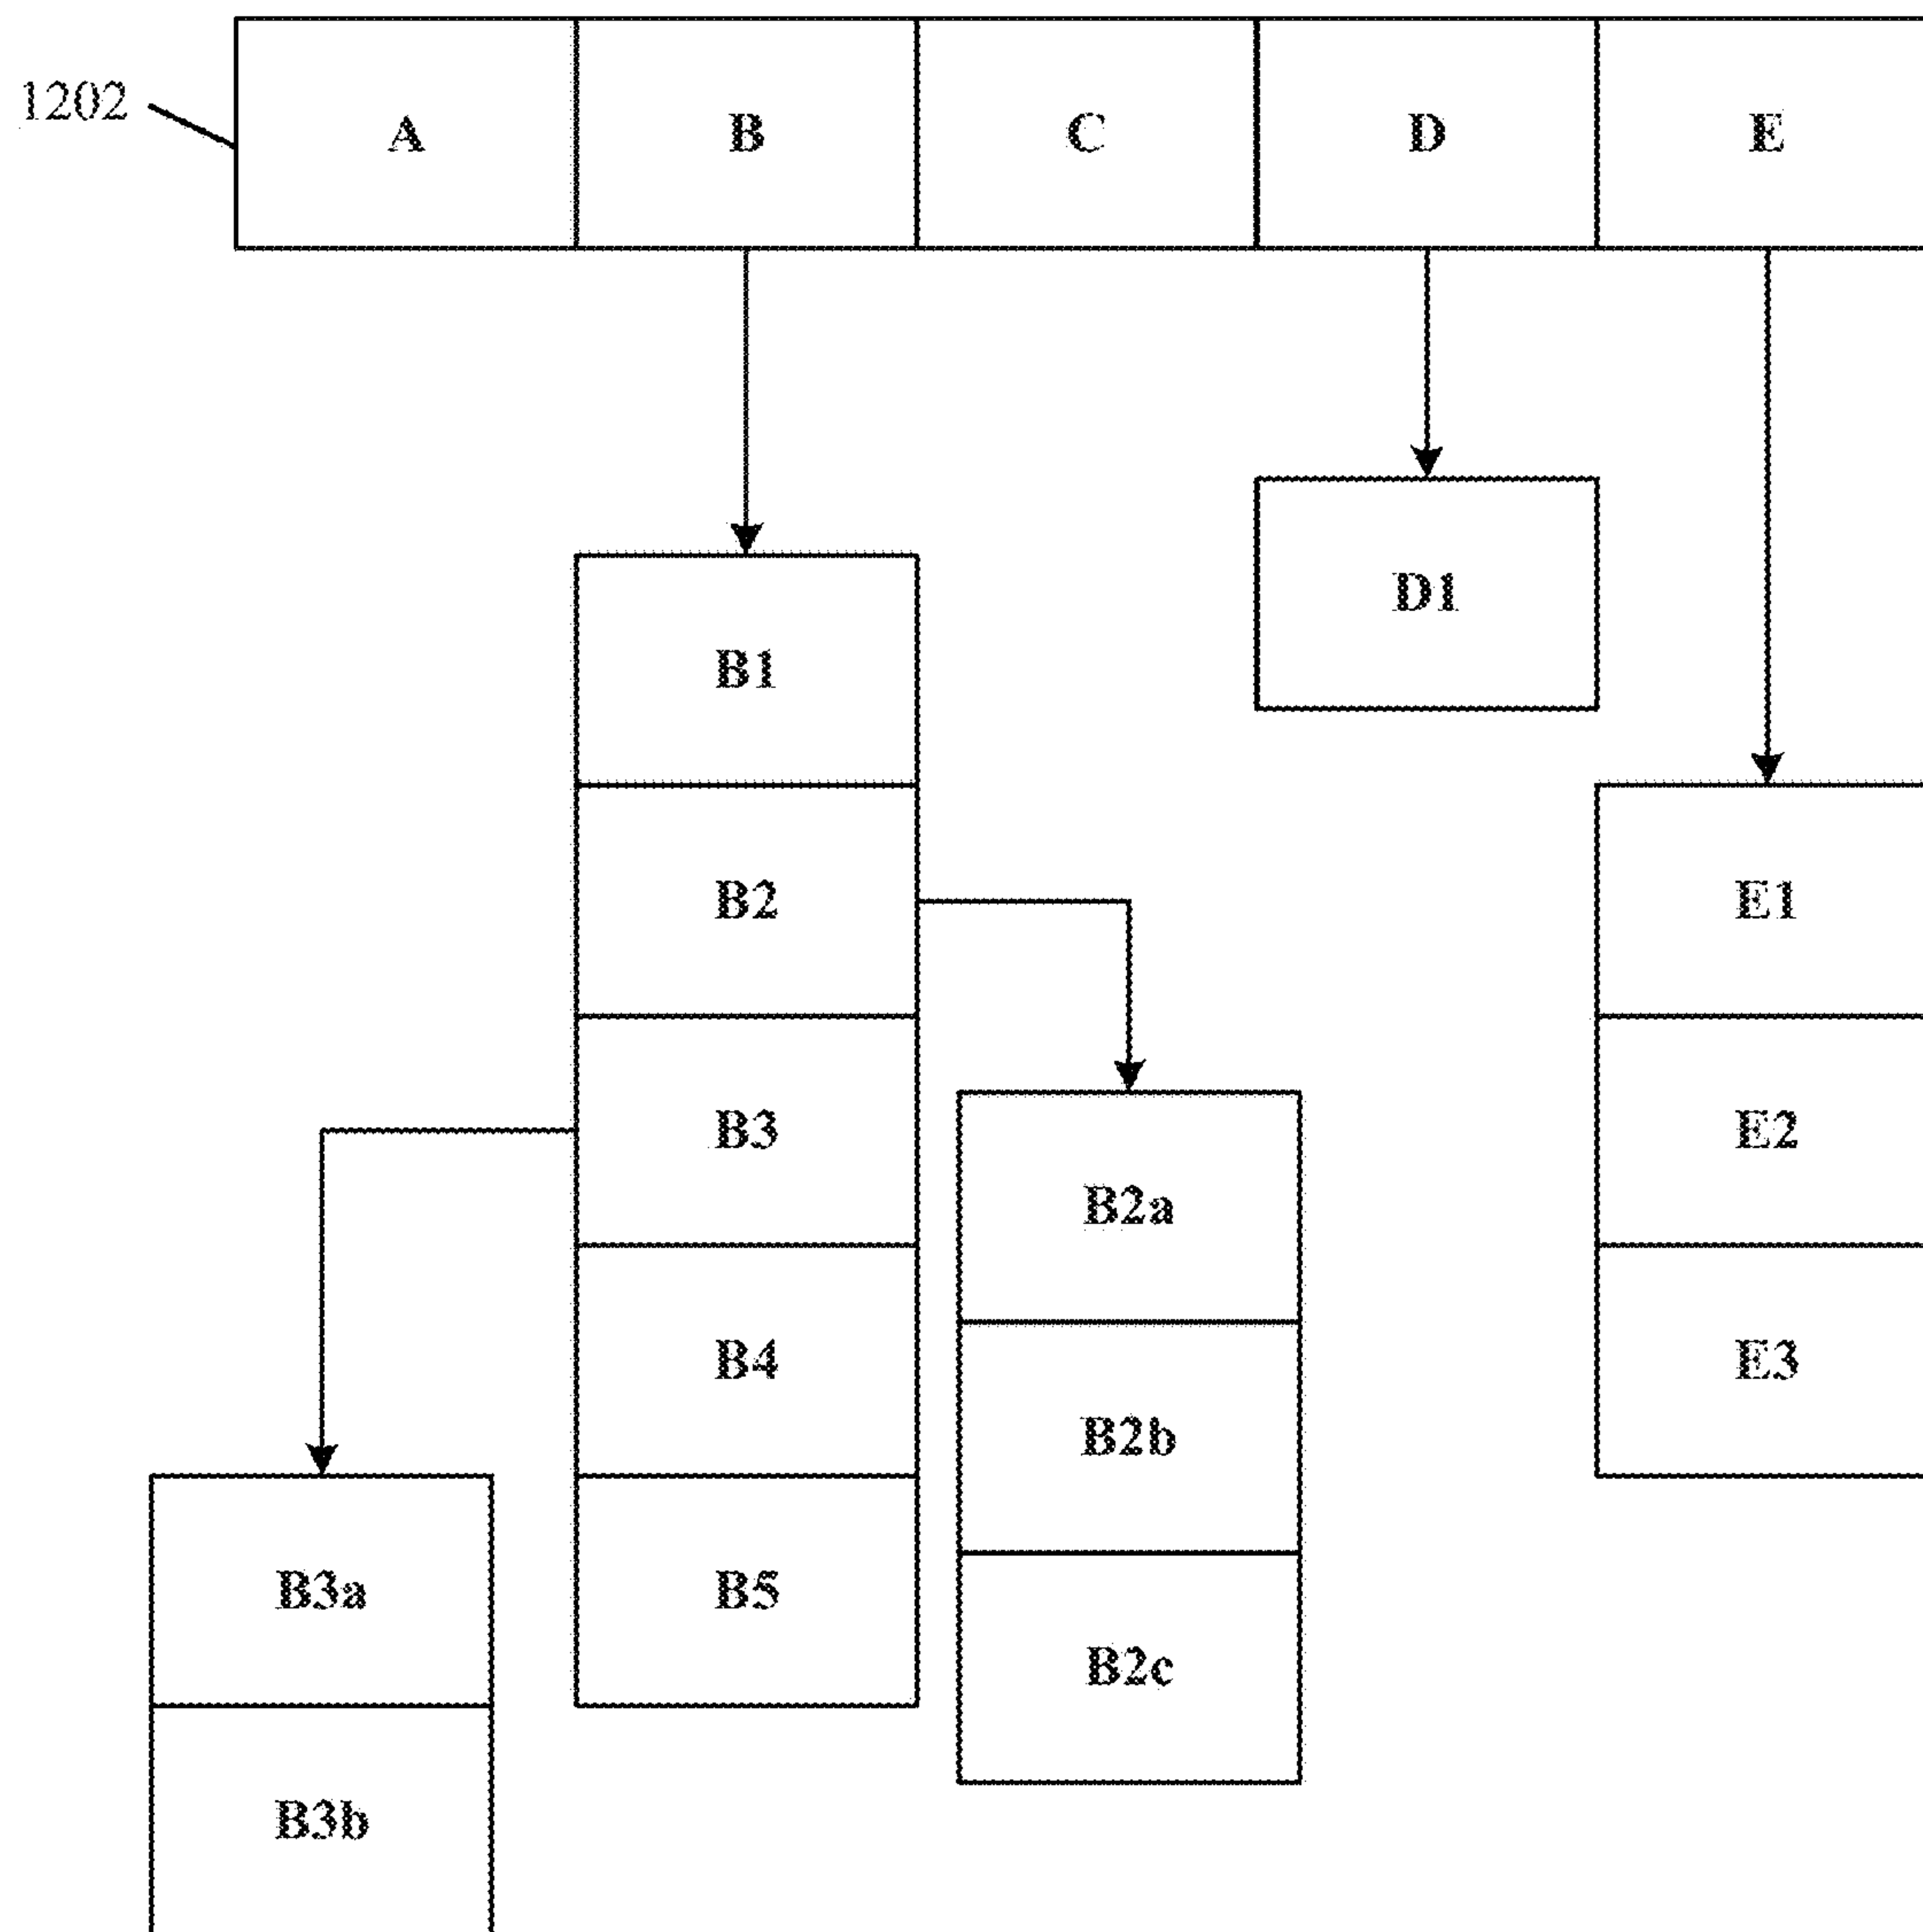 1202 A B C D E
D1
B1
B2 E1
B3 E2
B2a
B4 E3
B2b
B3a B5
B2c
B3b